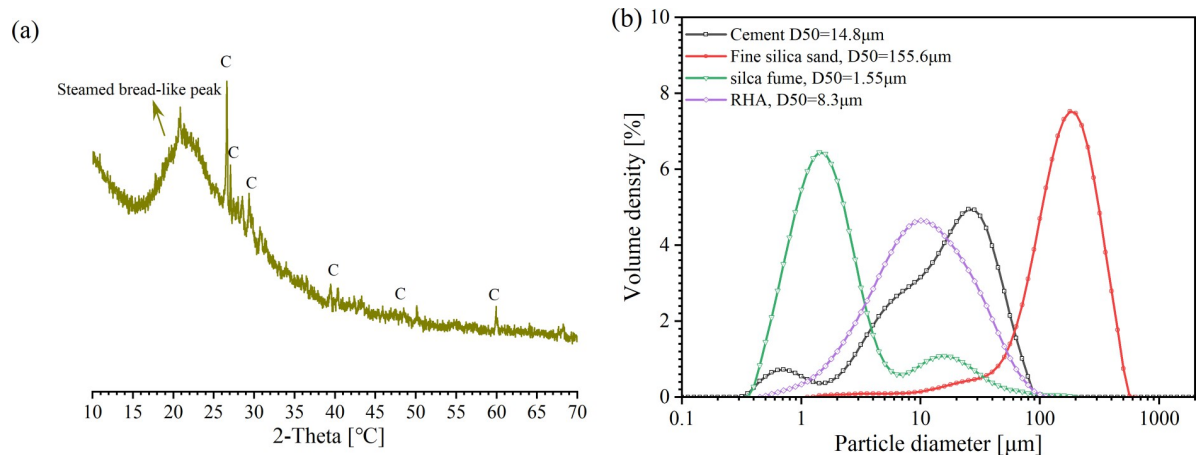 (a)
Steamed bread-like peak
C
C
C
C
C
C
10 15 20 25 30 35 40 45 50 55 60 65 70
2-Theta [°C]
(b)
Cement D50=14.8μm
Fine silica sand, D50=155.6μm
silca fume, D50=1.55μm
RHA, D50=8.3μm
10
8
6
4
2
0
Volume density [%]
0.1 1 10 100 1000
Particle diameter [μm]